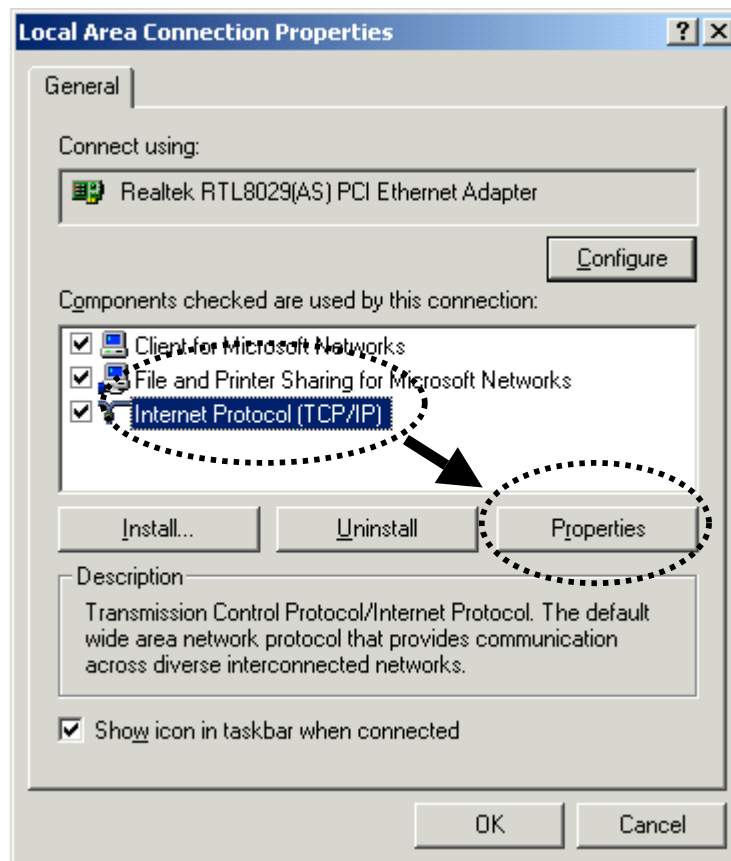 Local Area Connection Properties
General
Connect using:
Realtek RTL8029(AS) PCI Ethernet Adapter
Configure
Components checked are used by this connection:
Client for Microsoft Networks
File and Printer Sharing for Microsoft Networks
Internet Protocol (TCP/IP)
Install... Uninstall Properties
Description
Transmission Control Protocol/Internet Protocol. The default
wide area network protocol that provides communication
across diverse interconnected networks.
Show icon in taskbar when connected
OK Cancel